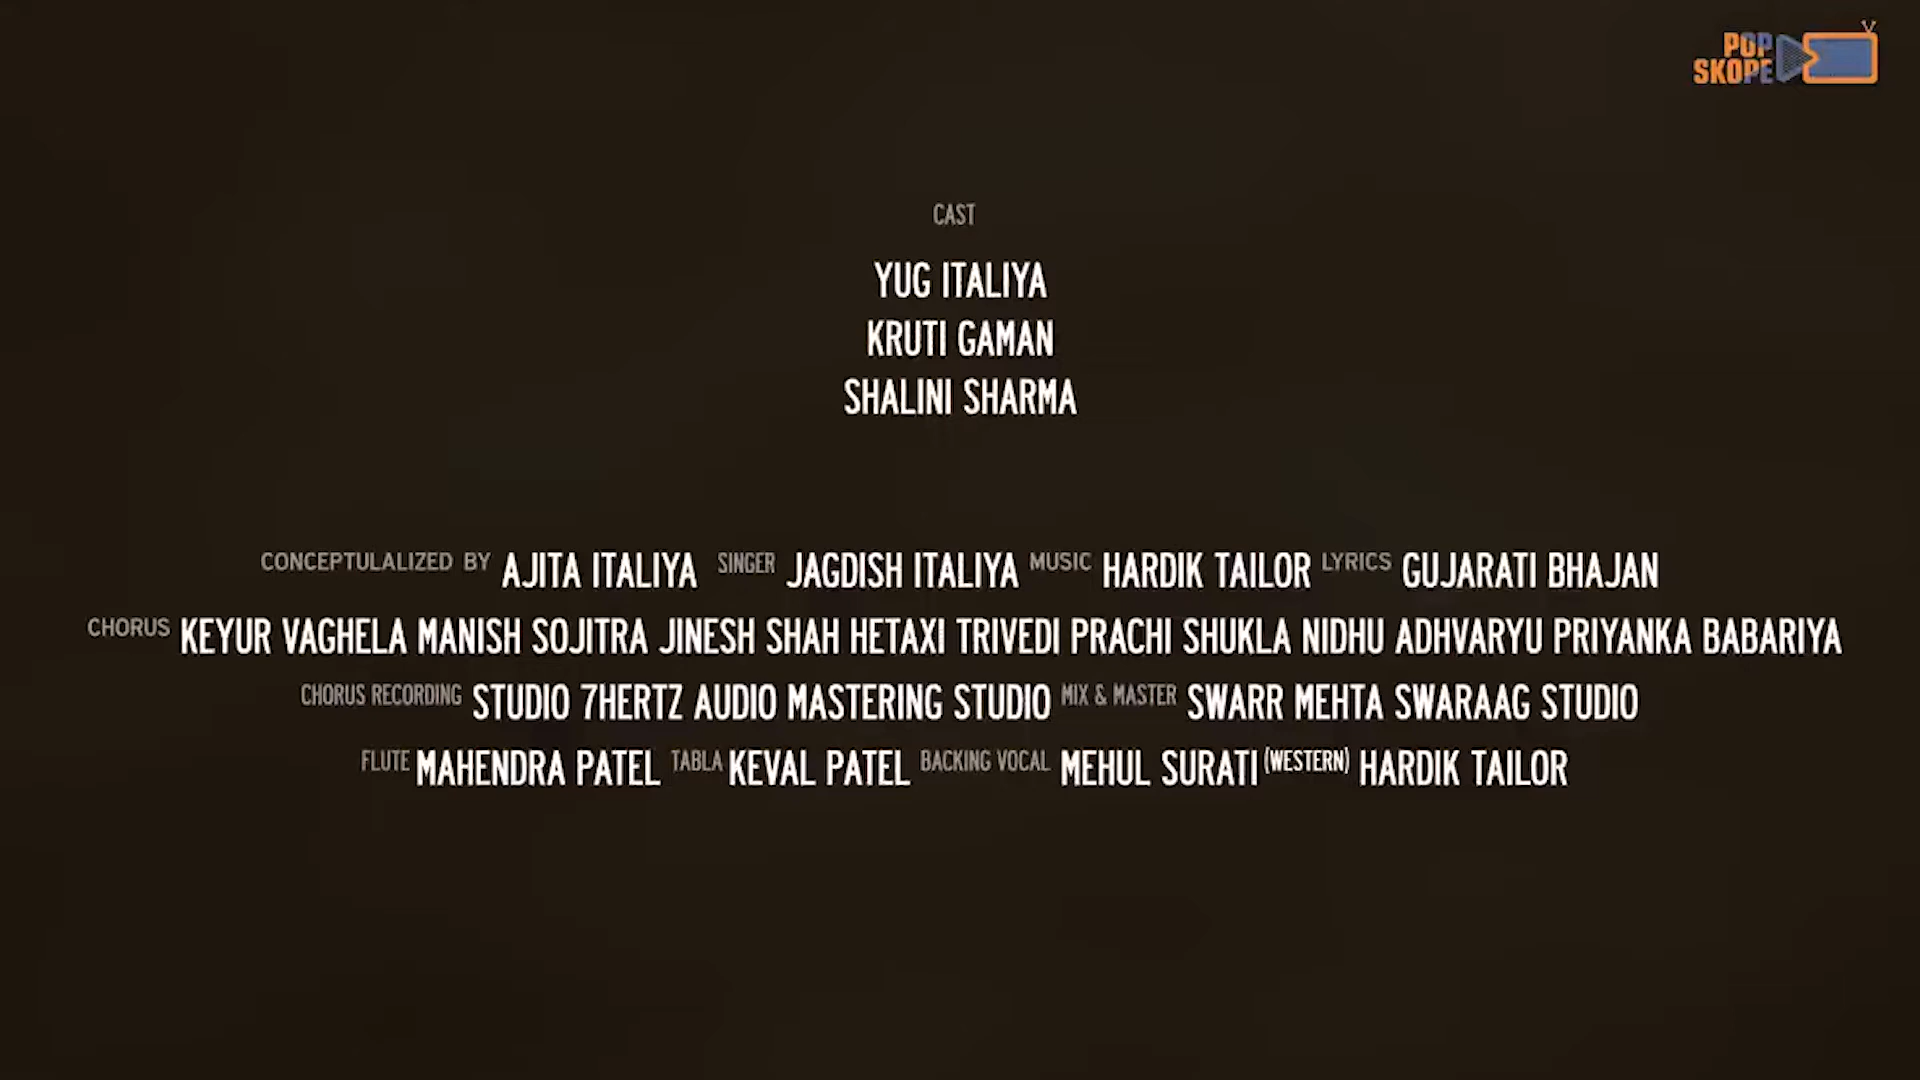 POP
SKOPE
CAST
YUG ITALIYA
KRUTI GAMAN
SHALINI SHARMA
CONCEPTULALIZED BY AJITA ITALIYA SINGER JAGDISH ITALIYA MUSIC HARDIK TAILOR LYRICS GUJARATI BHAJAN
CHORUS KEYUR VAGHELA MANISH SOJITRA JINESH SHAH HETAXI TRIVEDI PRACHI SHUKLA NIDHU ADHVARYU PRIYANKA BABARIYA
CHORUS RECORDING STUDIO 7HERTZ AUDIO MASTERING STUDIO MIX & MASTER SWARR MEHTA SWARAAG STUDIO
FLUTE MAHENDRA PATEL TABLA KEVAL PATEL BACKING VOCAL MEHUL SURATI (WESTERN) HARDIK TAILOR